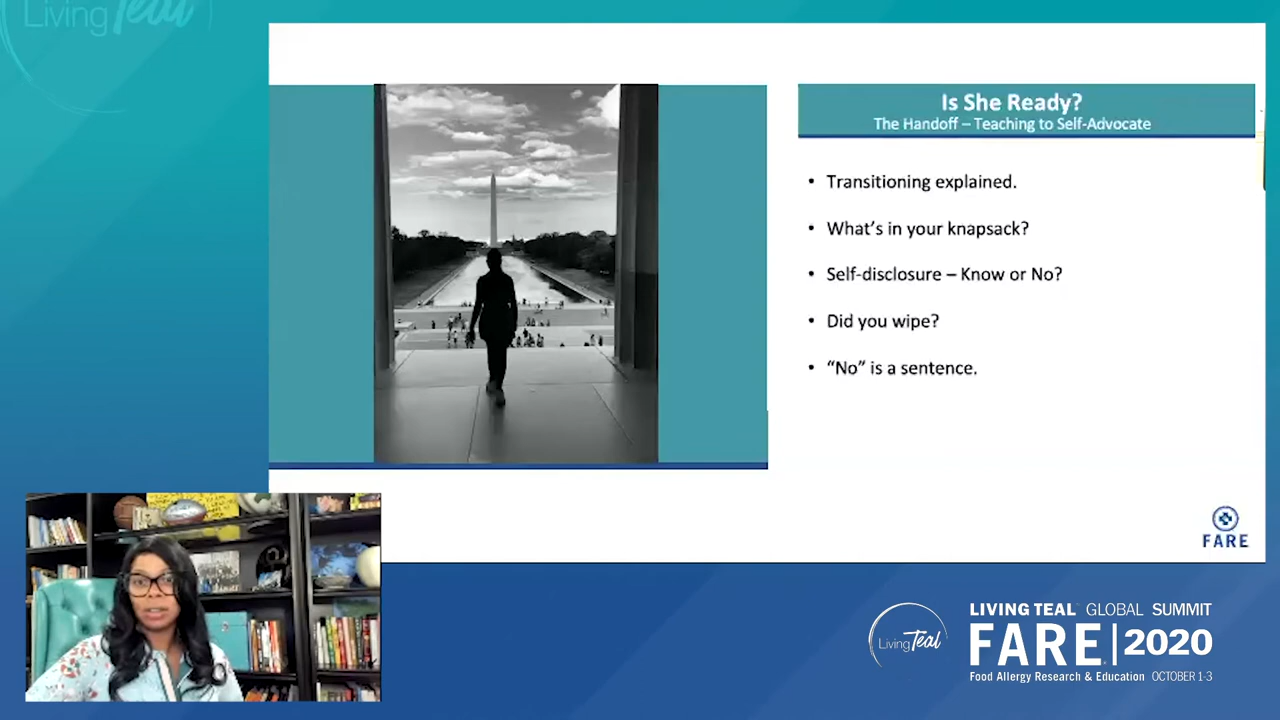 Living Teal
Is She Ready?
The Handoff – Teaching to Self-Advocate
• Transitioning explained.
• What's in your knapsack?
• Self-disclosure – Know or No?
• Did you wipe?
• “No” is a sentence.
FARE
Living Teal
LIVING TEAL GLOBAL SUMMIT
FARE | 2020
Food Allergy Research & Education OCTOBER 1-3